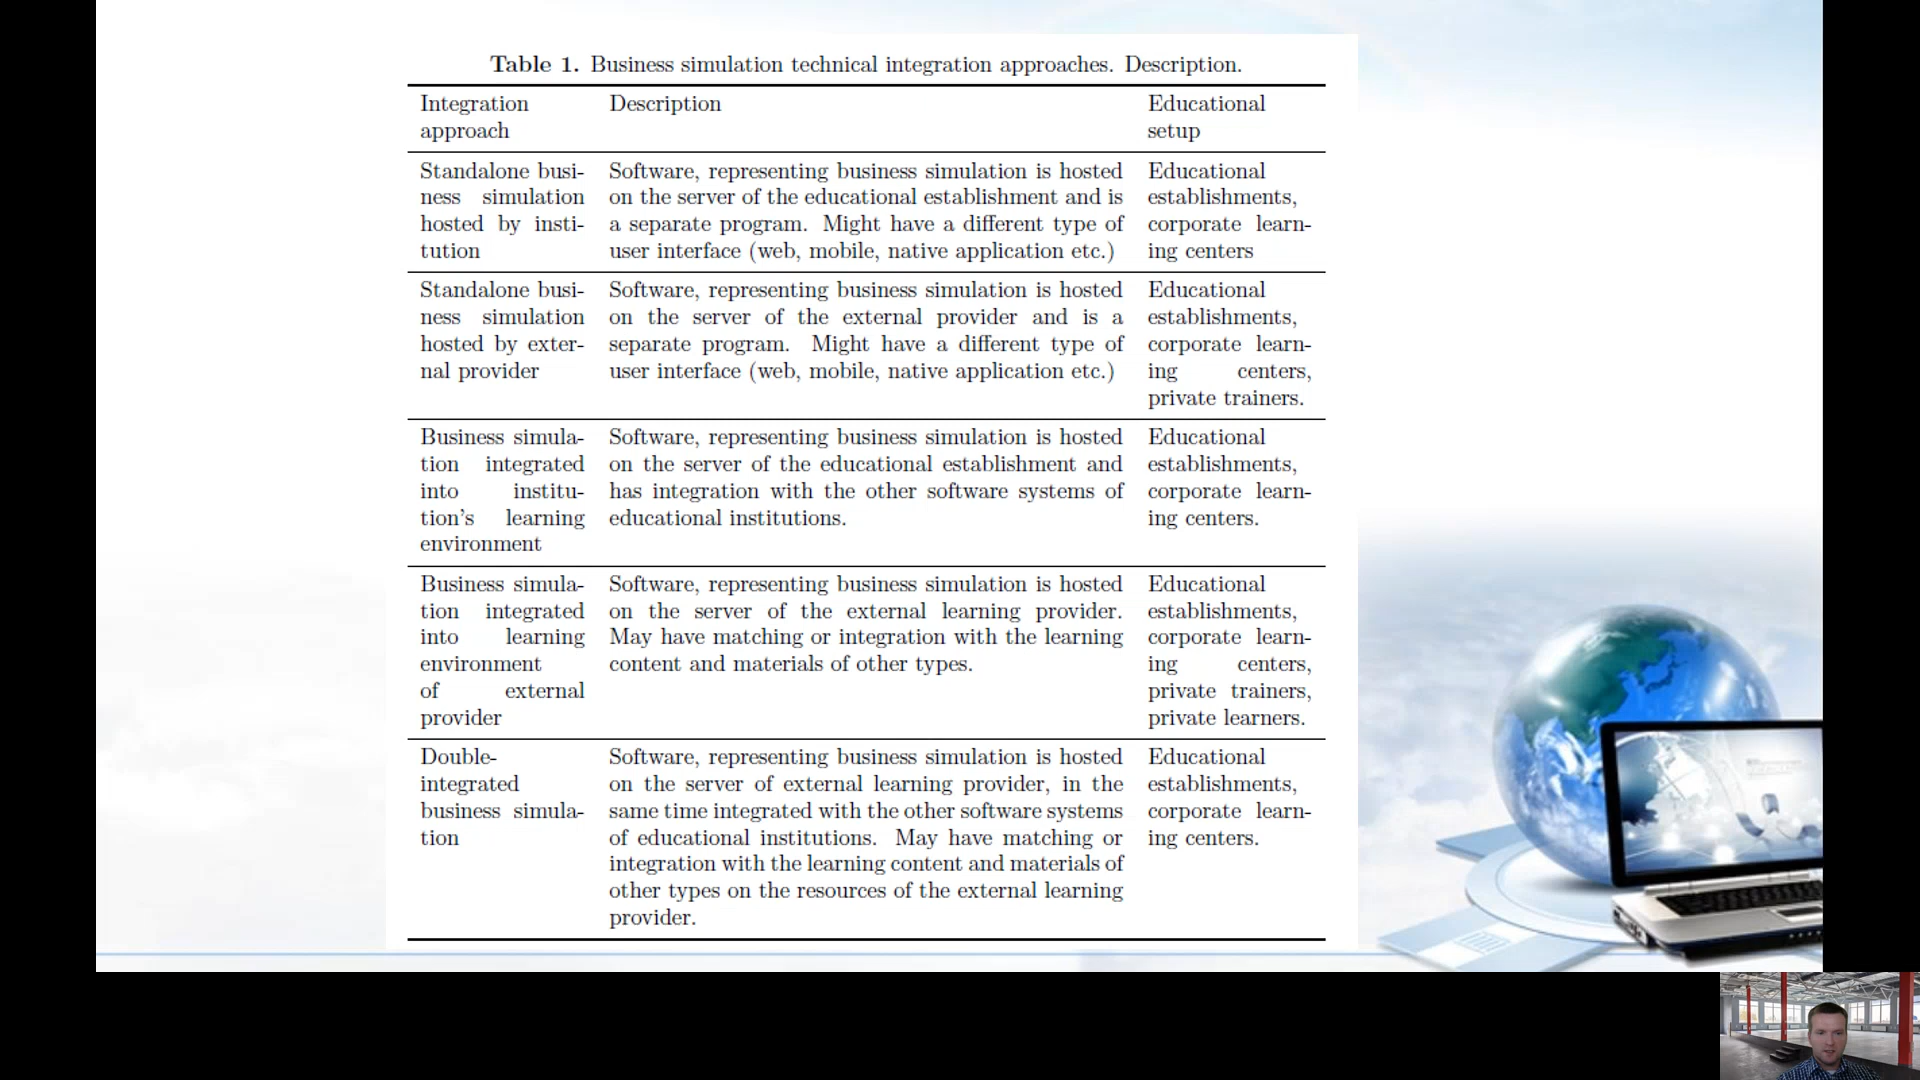 Table 1. Business simulation technical integration approaches. Description.
Integration approach
Description
Educational setup
Standalone busi-
ness simulation
hosted by insti-
tution
Software, representing business simulation is hosted
on the server of the educational establishment and is
a separate program. Might have a different type of
user interface (web, mobile, native application etc.)
Educational
establishments,
corporate learn-
ing centers
Standalone busi-
ness simulation
hosted by exter-
nal provider
Software, representing business simulation is hosted
on the server of the external provider and is a
separate program. Might have a different type of
user interface (web, mobile, native application etc.)
Educational
establishments,
corporate learn-
ing centers,
private trainers.
Business simula-
tion integrated
into institu-
tion's learning
environment
Software, representing business simulation is hosted
on the server of the educational establishment and
has integration with the other software systems of
educational institutions.
Educational
establishments,
corporate learn-
ing centers.
Business simula-
tion integrated
into learning
environment
of external
provider
Software, representing business simulation is hosted
on the server of the external learning provider.
May have matching or integration with the learning
content and materials of other types.
Educational
establishments,
corporate learn-
ing centers,
private trainers,
private learners.
Double-
integrated
business simula-
tion
Software, representing business simulation is hosted
on the server of external learning provider, in the
same time integrated with the other software systems
of educational institutions. May have matching or
integration with the learning content and materials of
other types on the resources of the external learning
provider.
Educational
establishments,
corporate learn-
ing centers.